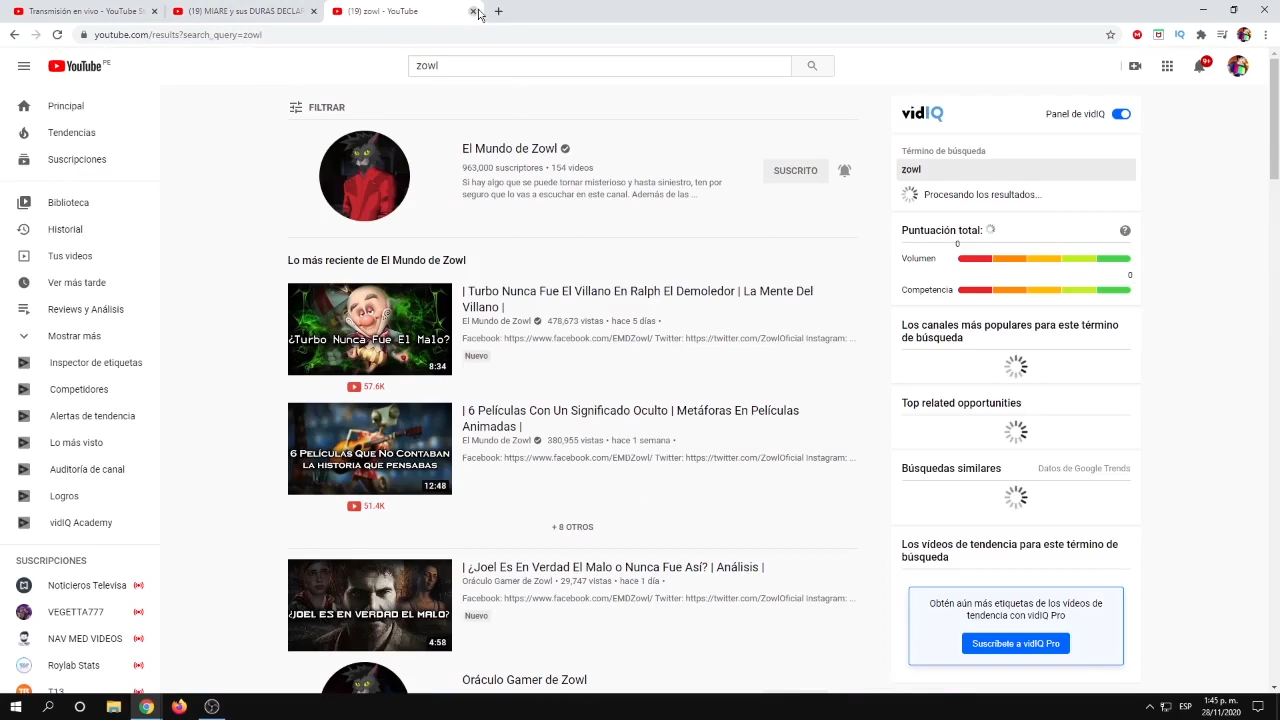 Transmisión en vivo - YouTube St
(19) MIARE y sus DURAS DECLAR
(19) zowl - YouTube
youtube.com/results?search_query=zowl
YouTube PE
zowl
9+
Principal
Tendencias
Suscripciones
Biblioteca
Historial
Tus videos
Ver más tarde
Reviews y Análisis
Mostrar más
Inspector de etiquetas
Competidores
Alertas de tendencia
Lo más visto
Auditoría de canal
Logros
vidIQ Academy
SUSCRIPCIONES
Noticieros Televisa
VEGETTA777
NAV MED VIDEOS
Roylab Stats
T13
FILTRAR
El Mundo de Zowl
963,000 suscriptores • 154 videos
Si hay algo que se puede tornar misterioso y hasta siniestro, ten por
seguro que lo vas a escuchar en este canal. Además de las ...
SUSCRITO
Lo más reciente de El Mundo de Zowl
¿Turbo Nunca Fue El Malo?
8:34
57.6K
| Turbo Nunca Fue El Villano En Ralph El Demoledor | La Mente Del
Villano |
El Mundo de Zowl 478,673 vistas • hace 5 días •
Facebook: https://www.facebook.com/EMDZowl/ Twitter: https://twitter.com/ZowlOficial Instagram: ...
Nuevo
6 Películas Que No Contaban
la historia que pensabas
12:48
51.4K
| 6 Películas Con Un Significado Oculto | Metáforas En Películas
Animadas |
El Mundo de Zowl 380,955 vistas • hace 1 semana •
Facebook: https://www.facebook.com/EMDZowl/ Twitter: https://twitter.com/ZowlOficial Instagram: ...
+ 8 OTROS
¿Joel es en verdad el malo?
4:58
| ¿Joel Es En Verdad El Malo o Nunca Fue Así? | Análisis |
Oráculo Gamer de Zowl • 29,747 vistas • hace 1 día •
Facebook: https://www.facebook.com/EMDZowl/ Twitter: https://twitter.com/ZowlOficial Instagram: ...
Nuevo
Oráculo Gamer de Zowl
vidIQ
Panel de vidIQ
Término de búsqueda
zowl
Procesando los resultados...
Puntuación total:
0
Volumen
0
Competencia
Los canales más populares para este término
de búsqueda
Top related opportunities
Búsquedas similares
Datos de Google Trends
Los vídeos de tendencia para este término de
búsqueda
Obtén aún más etiquetas de los vídeos de
tendencia con vidIQ Pro
Suscríbete a vidIQ Pro
ESP
1:45 p. m.
28/11/2020